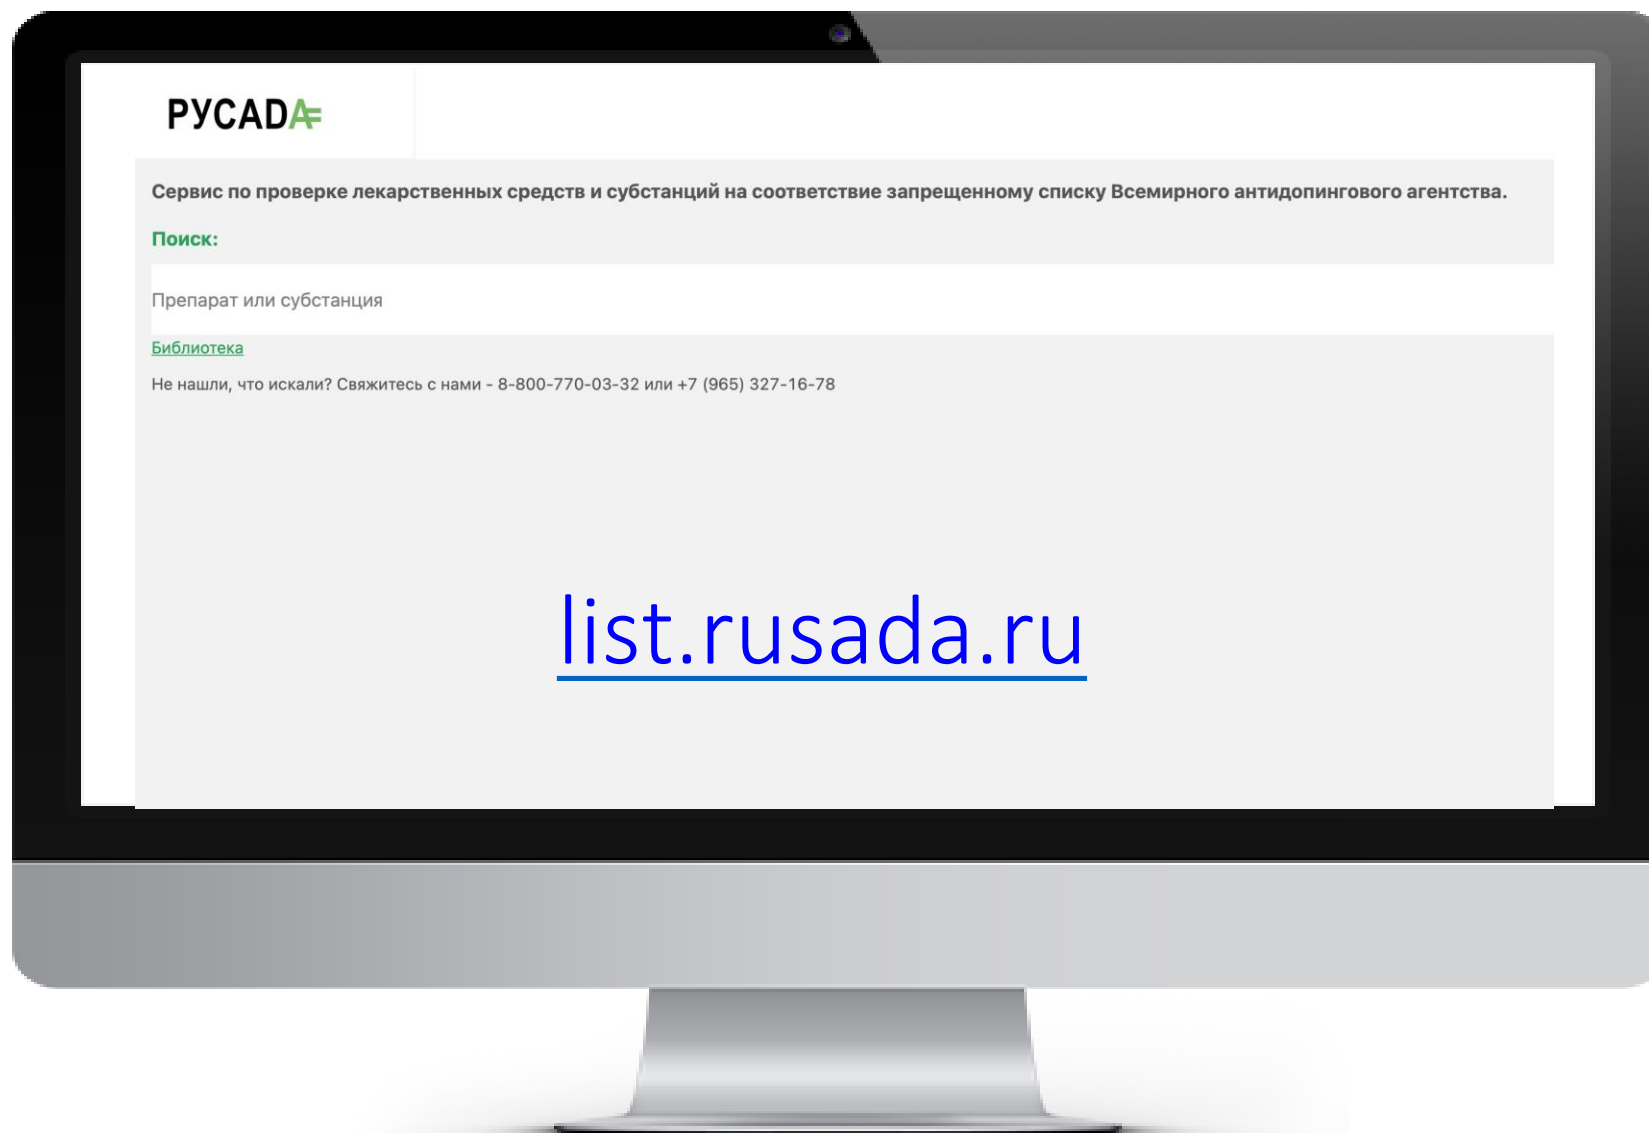 РУСАDA
Сервис по проверке лекарственных средств и субстанций на соответствие запрещенному списку Всемирного антидопингового агентства.
Поиск:
Препарат или субстанция
Библиотека
Не нашли, что искали? Свяжитесь с нами - 8-800-770-03-32 или +7 (965) 327-16-78
list.rusada.ru